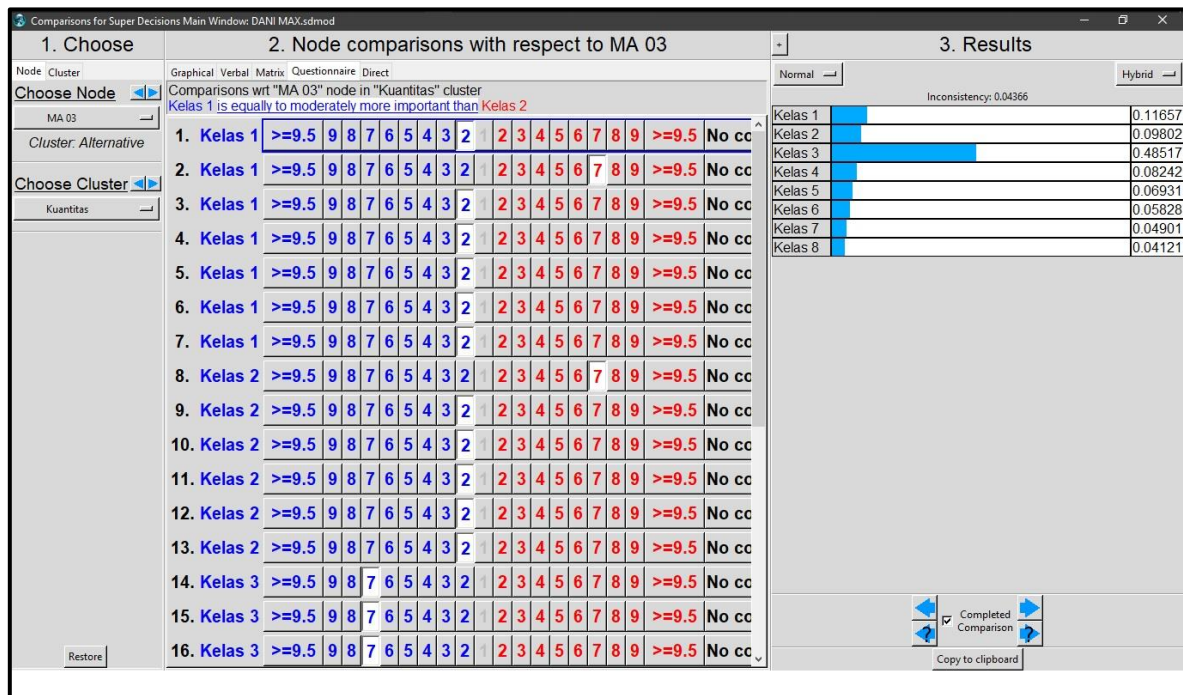 Comparisons for Super Decisions Main Window: DANI MAX.sdmod
1. Choose
Node Cluster
Choose Node
MA 03
Cluster: Alternative
Choose Cluster
Kuantitas
Restore
2. Node comparisons with respect to MA 03
Graphical Verbal Matrix Questionnaire Direct
Comparisons wrt "MA 03" node in "Kuantitas" cluster
Kelas 1 is equally to moderately more important than Kelas 2
1. Kelas 1 >=9.5 9 8 7 6 5 4 3 2 1 2 3 4 5 6 7 8 9 >=9.5 No co
2. Kelas 1 >=9.5 9 8 7 6 5 4 3 2 1 2 3 4 5 6 7 8 9 >=9.5 No co
3. Kelas 1 >=9.5 9 8 7 6 5 4 3 2 1 2 3 4 5 6 7 8 9 >=9.5 No co
4. Kelas 1 >=9.5 9 8 7 6 5 4 3 2 1 2 3 4 5 6 7 8 9 >=9.5 No co
5. Kelas 1 >=9.5 9 8 7 6 5 4 3 2 1 2 3 4 5 6 7 8 9 >=9.5 No co
6. Kelas 1 >=9.5 9 8 7 6 5 4 3 2 1 2 3 4 5 6 7 8 9 >=9.5 No co
7. Kelas 1 >=9.5 9 8 7 6 5 4 3 2 1 2 3 4 5 6 7 8 9 >=9.5 No co
8. Kelas 2 >=9.5 9 8 7 6 5 4 3 2 1 2 3 4 5 6 7 8 9 >=9.5 No co
9. Kelas 2 >=9.5 9 8 7 6 5 4 3 2 1 2 3 4 5 6 7 8 9 >=9.5 No co
10. Kelas 2 >=9.5 9 8 7 6 5 4 3 2 1 2 3 4 5 6 7 8 9 >=9.5 No co
11. Kelas 2 >=9.5 9 8 7 6 5 4 3 2 1 2 3 4 5 6 7 8 9 >=9.5 No co
12. Kelas 2 >=9.5 9 8 7 6 5 4 3 2 1 2 3 4 5 6 7 8 9 >=9.5 No co
13. Kelas 2 >=9.5 9 8 7 6 5 4 3 2 1 2 3 4 5 6 7 8 9 >=9.5 No co
14. Kelas 3 >=9.5 9 8 7 6 5 4 3 2 1 2 3 4 5 6 7 8 9 >=9.5 No co
15. Kelas 3 >=9.5 9 8 7 6 5 4 3 2 1 2 3 4 5 6 7 8 9 >=9.5 No co
16. Kelas 3 >=9.5 9 8 7 6 5 4 3 2 1 2 3 4 5 6 7 8 9 >=9.5 No co
+ 3. Results
Normal Hybrid
Inconsistency: 0.04366
Kelas 1 0.11657
Kelas 2 0.09802
Kelas 3 0.48517
Kelas 4 0.08242
Kelas 5 0.06931
Kelas 6 0.05828
Kelas 7 0.04901
Kelas 8 0.04121
Completed
Comparison
? ?
Copy to clipboard